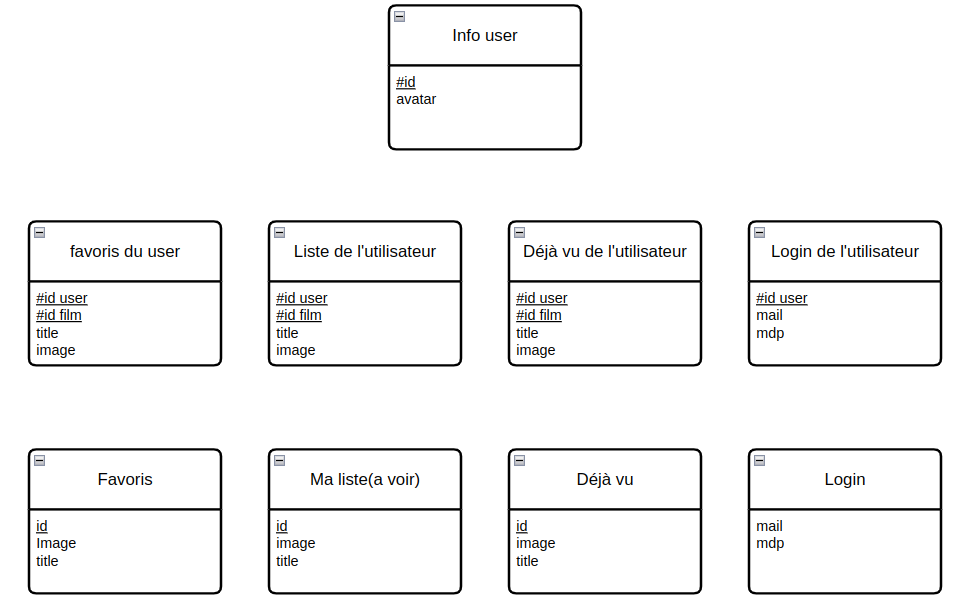 Info user
#id
avatar
favoris du user
#id user
#id film
title
image
Liste de l'utilisateur
#id user
#id film
title
image
Déjà vu de l'utilisateur
#id user
#id film
title
image
Login de l'utilisateur
#id user
mail
mdp
Favoris
id
Image
title
Ma liste(a voir)
id
image
title
Déjà vu
id
image
title
Login
mail
mdp